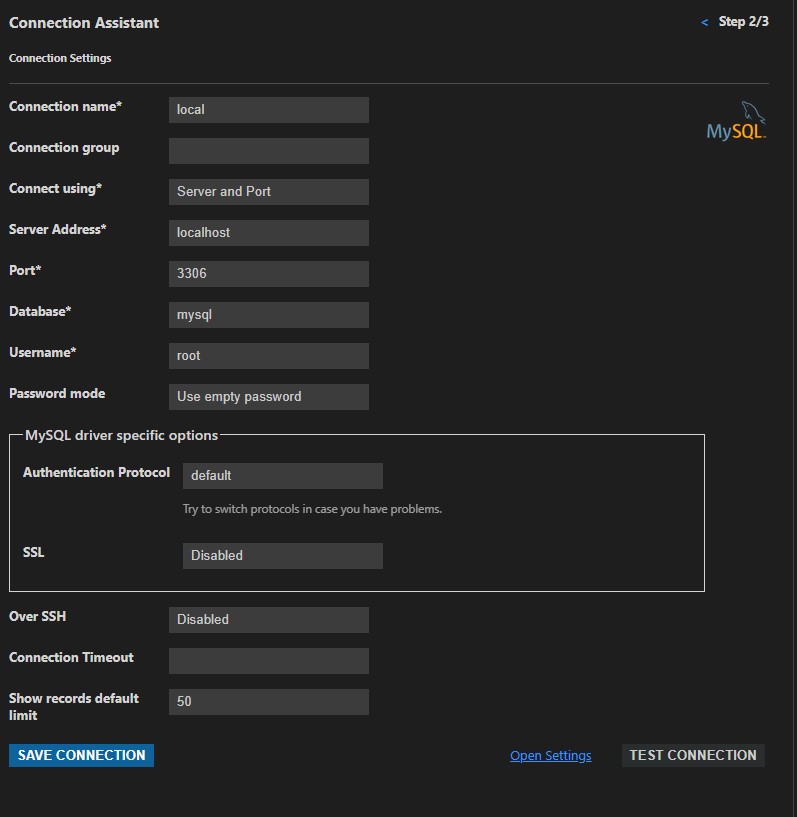 Connection Assistant
< Step 2/3
Connection Settings
Connection name* local
MySQL™
Connection group
Connect using* Server and Port
Server Address* localhost
Port* 3306
Database* mysql
Username* root
Password mode Use empty password
MySQL driver specific options
Authentication Protocol default
Try to switch protocols in case you have problems.
SSL Disabled
Over SSH Disabled
Connection Timeout
Show records default
limit
50
SAVE CONNECTION Open Settings TEST CONNECTION